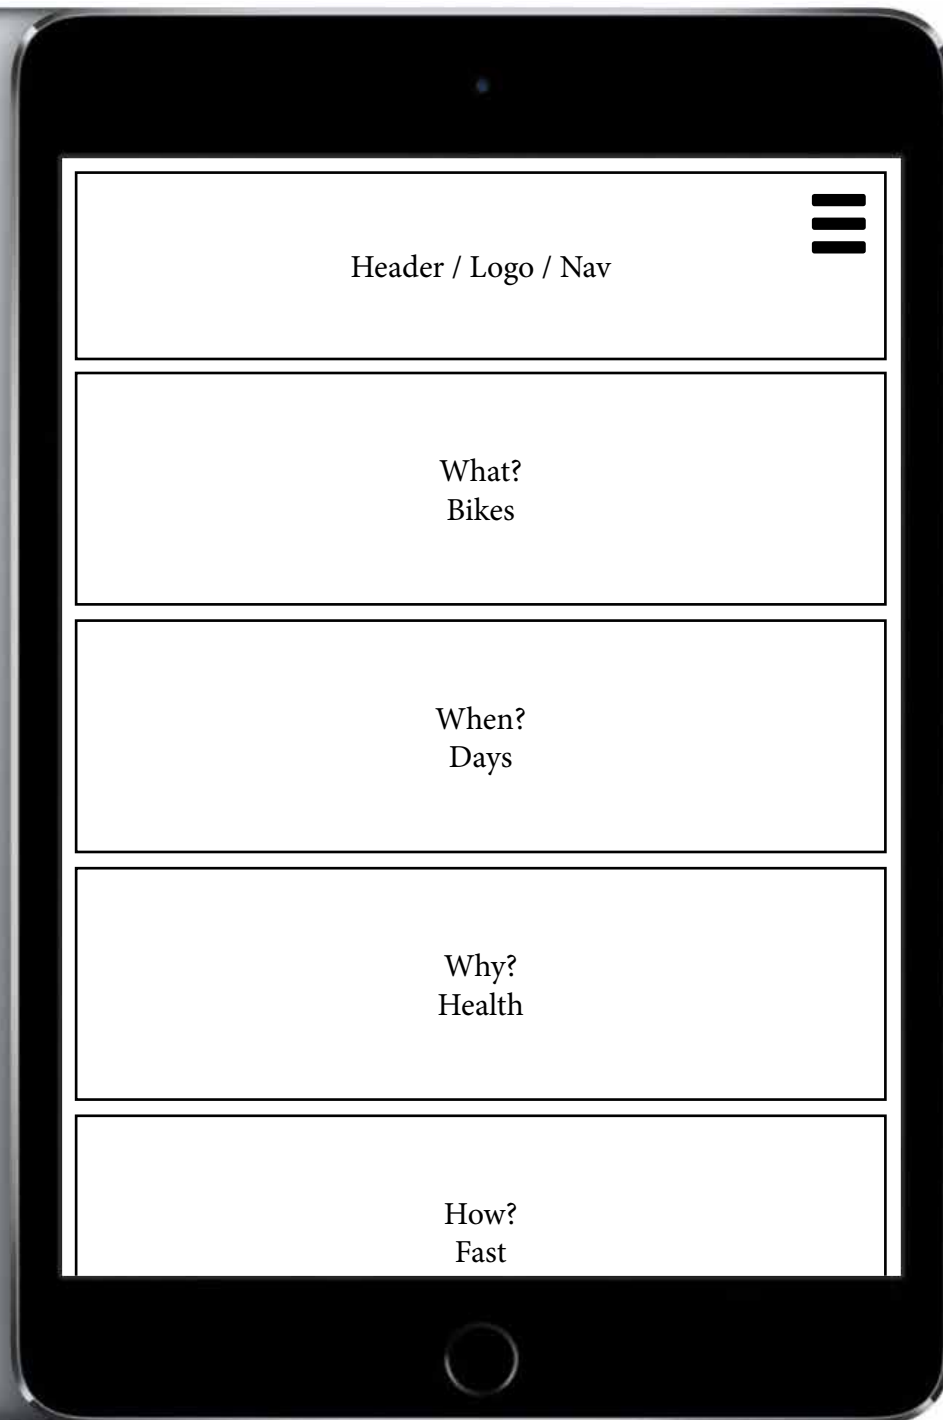 Header / Logo / Nav
What?
Bikes
When?
Days
Why?
Health
How?
Fast